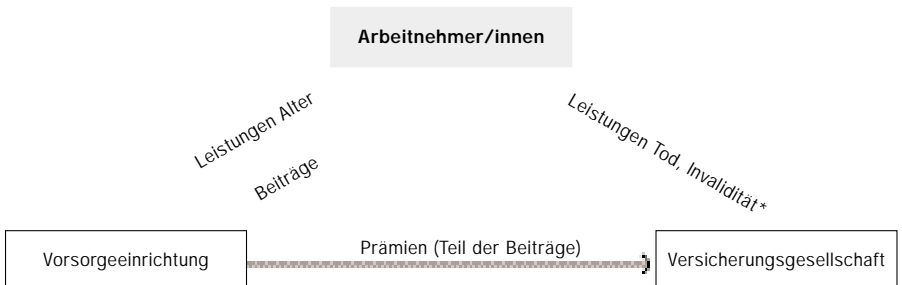 Arbeitnehmer/innen
Leistungen Alter
Beiträge
Leistungen Tod, Invalidität*
Vorsorgeeinrichtung
Prämien (Teil der Beiträge)
Versicherungsgesellschaft